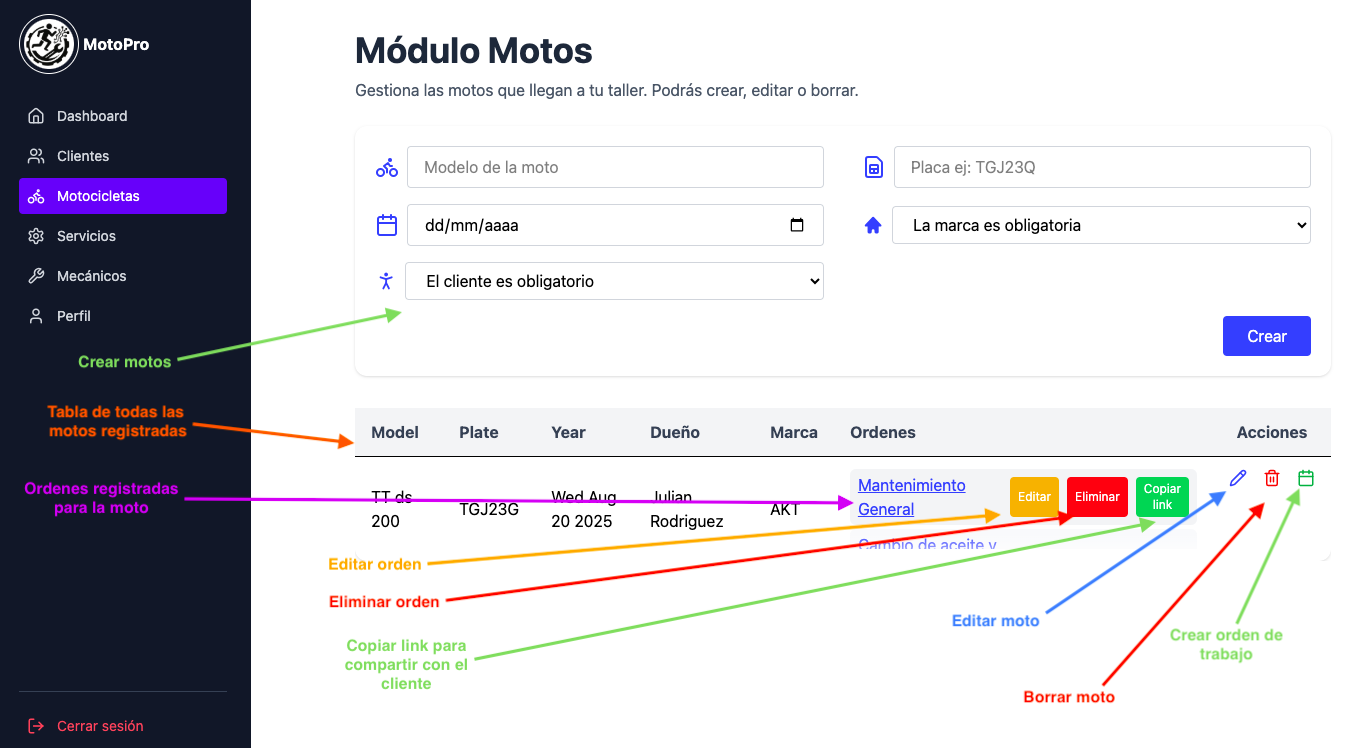 MotoPro
Dashboard
Clientes
Motocicletas
Servicios
Mecánicos
Perfil
Cerrar sesión
Módulo Motos
Gestiona las motos que llegan a tu taller. Podrás crear, editar o borrar.
Modelo de la moto
Placa ej: TGJ23Q
dd/mm/aaaa
La marca es obligatoria
El cliente es obligatorio
Crear
Crear motos
Tabla de todas las
motos registradas
Ordenes registradas
para la moto
Model Plate Year Dueño Marca Ordenes Acciones
TT ds
200
TGJ23G
Wed Aug
20 2025
Julian
Rodriguez
AKT
Mantenimiento
General
Editar
Eliminar
Copiar
link
Cambio de aceite y
Editar orden
Eliminar orden
Copiar link para
compartir con el
cliente
Editar moto
Borrar moto
Crear orden de
trabajo